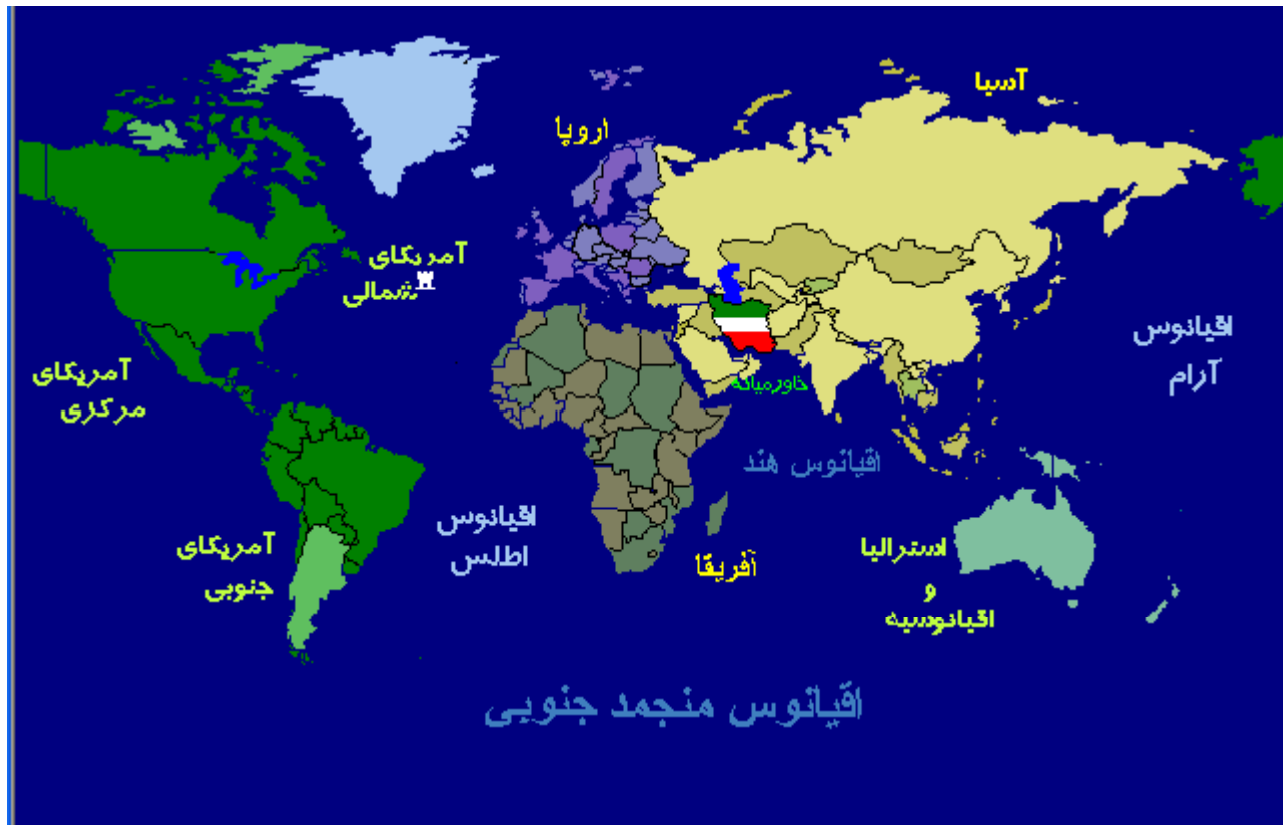 آسیا
اروپا
آمریکای
شمالی
اقیانوس
آرام
آمریکای
مرکزی
خاورمیانه
اقیانوس هند
اقیانوس
اطلس
آمریکای
جنوبی
آفریقا
استرالیا
و
اقیانوسیه
اقیانوس منجمد جنوبی